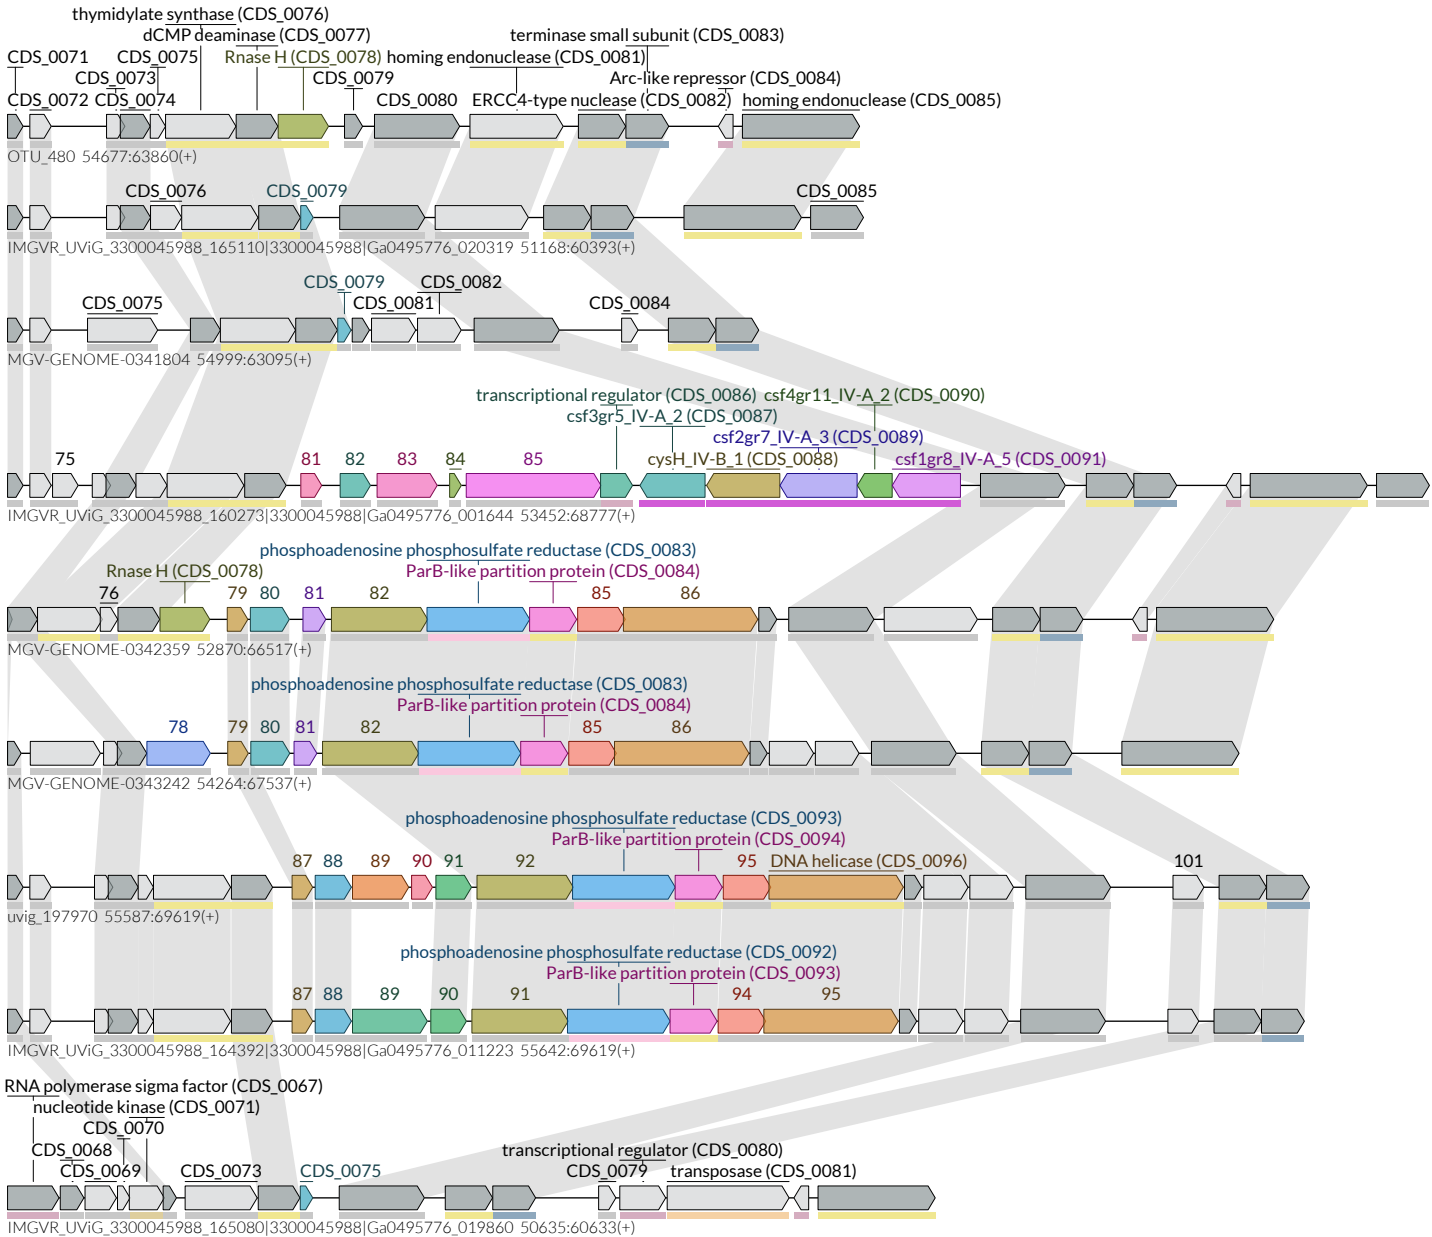 thymidylate synthase (CDS_0076)
dCMP deaminase (CDS_0077)
terminase small subunit (CDS_0083)
CDS_0071
CDS_0075
Rnase H (CDS_0078)
homing endonuclease (CDS_0081)
CDS_0073
CDS_0079
Arc-like repressor (CDS_0084)
CDS_0072
CDS_0074
CDS_0080
ERCC4-type nuclease (CDS_0082)
homing endonuclease (CDS_0085)
OTU_480 54677:63860(+)
CDS_0076
CDS_0079
CDS_0085
IMGVR_UViG_3300045988_165110|3300045988|Ga0495776_020319 51168:60393(+)
CDS_0079
CDS_0082
CDS_0075
CDS_0081
CDS_0084
MGV-GENOME-0341804 54999:63095(+)
transcriptional regulator (CDS_0086)
csf4gr11_IV-A_2 (CDS_0090)
csf3gr5_IV-A_2 (CDS_0087)
csf2gr7_IV-A_3 (CDS_0089)
75
81
82
83
84
85
cysH_IV-B_1 (CDS_0088)
csf1gr8_IV-A_5 (CDS_0091)
IMGVR_UViG_3300045988_160273|3300045988|Ga0495776_001644 53452:68777(+)
phosphoadenosine phosphosulfate reductase (CDS_0083)
Rnase H (CDS_0078)
ParB-like partition protein (CDS_0084)
76
79
80
81
82
85
86
MGV-GENOME-0342359 52870:66517(+)
phosphoadenosine phosphosulfate reductase (CDS_0083)
ParB-like partition protein (CDS_0084)
78
79
80
81
82
85
86
MGV-GENOME-0343242 54264:67537(+)
phosphoadenosine phosphosulfate reductase (CDS_0093)
ParB-like partition protein (CDS_0094)
87
88
89
90
91
92
95
DNA helicase (CDS_0096)
101
uvig_197970 55587:69619(+)
phosphoadenosine phosphosulfate reductase (CDS_0092)
ParB-like partition protein (CDS_0093)
87
88
89
90
91
94
95
IMGVR_UViG_3300045988_164392|3300045988|Ga0495776_011223 55642:69619(+)
RNA polymerase sigma factor (CDS_0067)
nucleotide kinase (CDS_0071)
CDS_0070
CDS_0068
transcriptional regulator (CDS_0080)
CDS_0069
CDS_0073
CDS_0075
CDS_0079
transposase (CDS_0081)
IMGVR_UViG_3300045988_165080|3300045988|Ga0495776_019860 50635:60633(+)